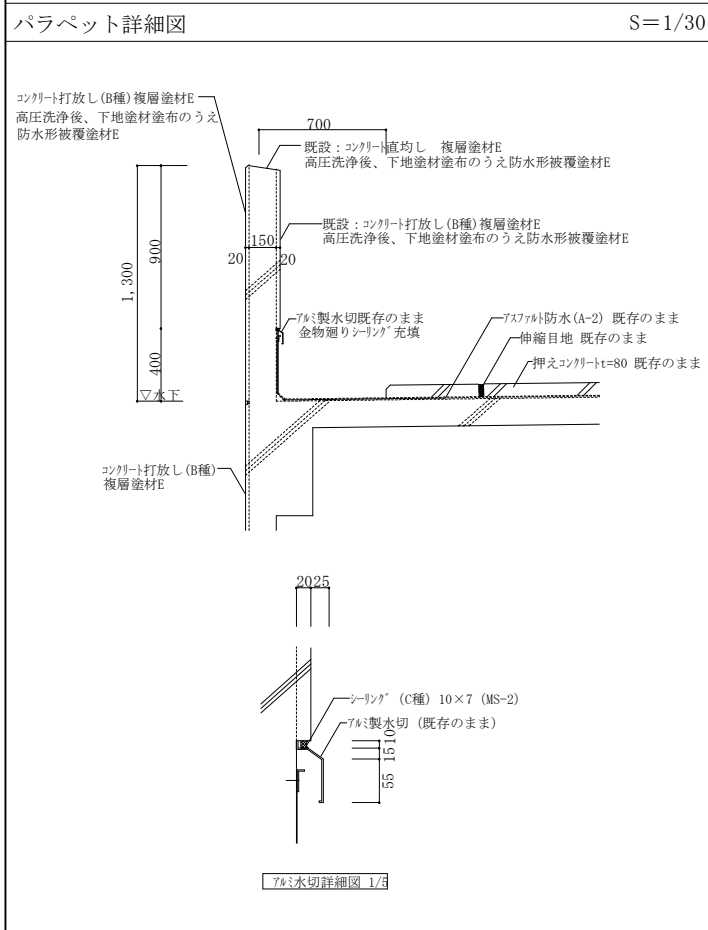 パラペット詳細図
S=1/30
コンクリート打放し(B種)複層塗材E
高圧洗浄後、下地塗材塗布のうえ
防水形被覆塗材E
700
既設：コンクリート直均し 複層塗材E
高圧洗浄後、下地塗材塗布のうえ防水形被覆塗材E
既設：コンクリート打放し(B種)複層塗材E
高圧洗浄後、下地塗材塗布のうえ防水形被覆塗材E
150
20
20
900
1,300
400
▽水下
アルミ製水切既存のまま
金物廻りシーリング充填
アスファルト防水(A-2) 既存のまま
伸縮目地 既存のまま
押えコンクリートt=80 既存のまま
コンクリート打放し(B種)
複層塗材E
20
25
シーリング (C種) 10×7 (MS-2)
アルミ製水切 (既存のまま)
10
15
55
アルミ水切詳細図 1/5